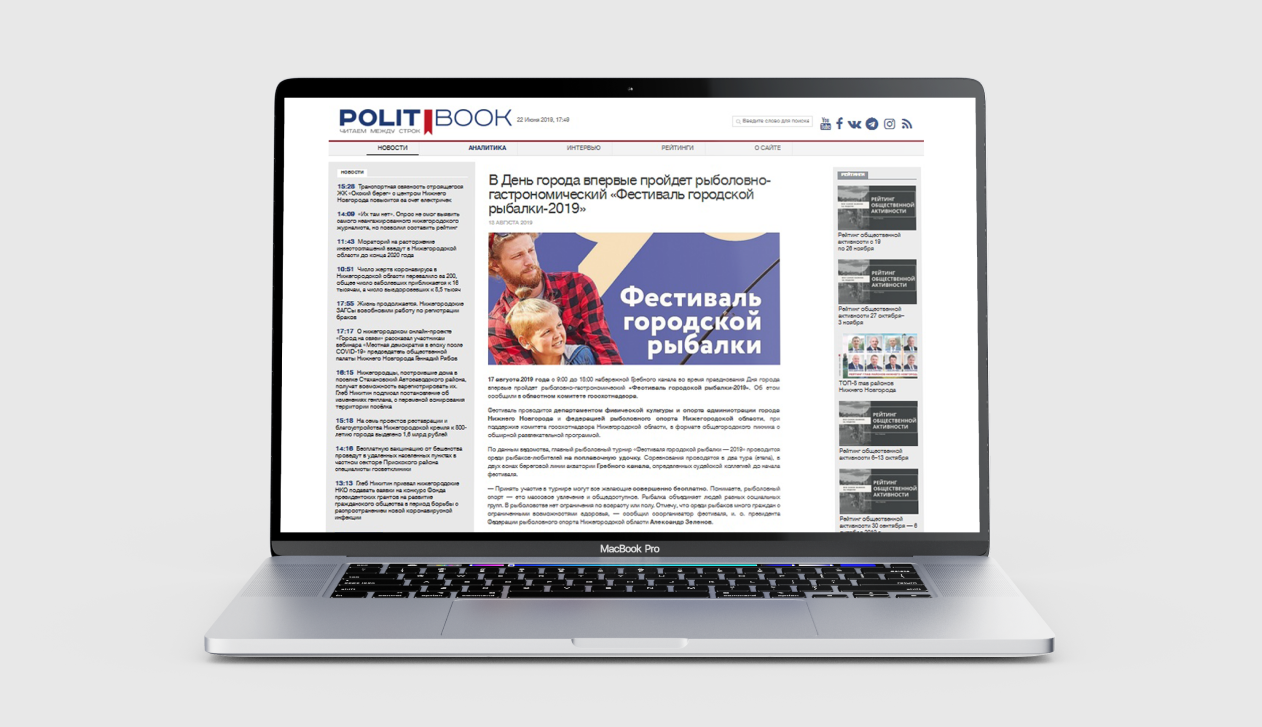 POLIT BOOK
ЧИТАЕМ МЕЖДУ СТРОК
22 Июня 2019, 17:49
Введите слово для поиска
You
Tube
НОВОСТИ
АНАЛИТИКА
ИНТЕРВЬЮ
РЕЙТИНГИ
О САЙТЕ
НОВОСТИ
15:28 Транспортная связность строящегося
ЖК «Окский берег» с центром Нижнего
Новгорода повысится за счет электричек
14:09 «Их там нет». Опрос не смог выявить
самого неангажированного нижегородского
журналиста, но позволил составить рейтинг
11:43 Мораторий на расторжение
инвестсоглашений введут в Нижегородской
области до конца 2020 года
10:51 Число жертв коронавируса в
Нижегородской области перевалило за 200,
общее число заболевших приближается к 16
тысячам, а число выздоровевших к 8,5 тысяч
17:55 Жизнь продолжается. Нижегородские
ЗАГСы возобновили работу по регистрации
браков
17:17 О нижегородском онлайн-проекте
«Город на связи» рассказал участникам
вебинара «Местная демократия в эпоху после
COVID-19» председатель общественной
палаты Нижнего Новгорода Геннадий Рябов
16:15 Нижегородцы, построившие дома в
поселке Стахановский Автозаводского района,
получат возможность зарегистрировать их.
Глеб Никитин подписал постановление об
изменениях генплана, с переменой зонирования
территории посёлка
15:18 На семь проектов реставрации и
благоустройства Нижегородского кремля к 800-
летию города выделено 1,6 млрд рублей
14:16 Бесплатную вакцинацию от бешенства
проведут в удаленных населенных пунктах в
частном секторе Приокского района
специалисты госветклиники
13:13 Глеб Никитин призвал нижегородские
НКО подавать заявки на конкурс Фонда
президентских грантов на развитие
гражданского общества в период борьбы с
распространением новой коронавирусной
инфекции
В День города впервые пройдет рыболовно-
гастрономический «Фестиваль городской
рыбалки-2019»
12 АВГУСТА 2019
Фестиваль
городской
рыбалки
17 августа 2019 года с 9:00 до 18:00 набережной Гребного канала во время празднования Дня города
впервые пройдет рыболовно-гастрономический «Фестиваль городской рыбалки-2019». Об этом
сообщили в областном комитете госохотнадзора.
Фестиваль проводится департаментом физической культуры и спорта администрации города
Нижнего Новгорода и федерацией рыболовного спорта Нижегородской области, при
поддержке комитета госохотнадзора Нижегородской области, в формате общегородского пикника с
обширной развлекательной программой.
По данным ведомства, главный рыболовный турнир «Фестиваля городской рыбалки — 2019» проводится
среди рыбаков-любителей на поплавочную удочку. Соревнования проводятся в два тура (этапа), в
двух зонах береговой линии акватории Гребного канала, определенных судейской коллегией до начала
фестиваля.
— Принять участие в турнире могут все желающие совершенно бесплатно. Понимаете, рыболовный
спорт — это массовое увлечение и общедоступное. Рыбалка объединяет людей разных социальных
групп. В рыболовстве нет ограничения по возрасту или полу. Отмечу, что среди рыбаков много граждан с
ограниченными возможностями здоровья, — сообщил соорганизатор фестиваля, и. о. президента
Федерации рыболовного спорта Нижегородской области Александр Зеленов.
РЕЙТИНГИ
РЕЙТИНГ
ОБЩЕСТВЕННОЙ
АКТИВНОСТИ
Рейтинг общественной
активности с 19
по 26 ноября
РЕЙТИНГ
ОБЩЕСТВЕННОЙ
АКТИВНОСТИ
Рейтинг общественной
активности 27 октября–
3 ноября
ТОП-5 глав районов
Нижнего Новгорода
РЕЙТИНГ
ОБЩЕСТВЕННОЙ
АКТИВНОСТИ
Рейтинг общественной
активности 6–13 октября
РЕЙТИНГ
ОБЩЕСТВЕННОЙ
АКТИВНОСТИ
Рейтинг общественной
активности 30 сентября — 6
MacBook Pro